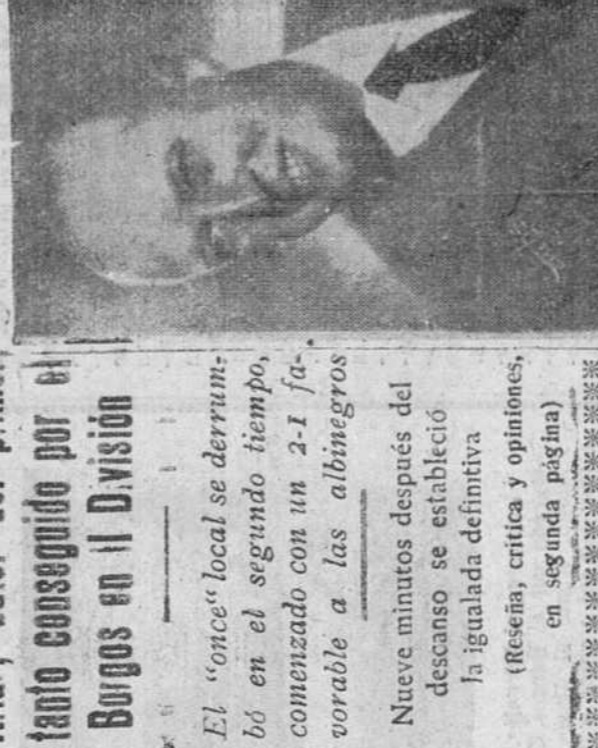 tanto conseguido por el
Burgos en II División
El "once" local se derrum-
bó en el segundo tiempo,
comenzado con un 2-1 fa-
vorable a las albinegros
Nueve minutos después del
descanso se estableció
la igualada definitiva
(Reseña, crítica y opiniones,
en segunda página)